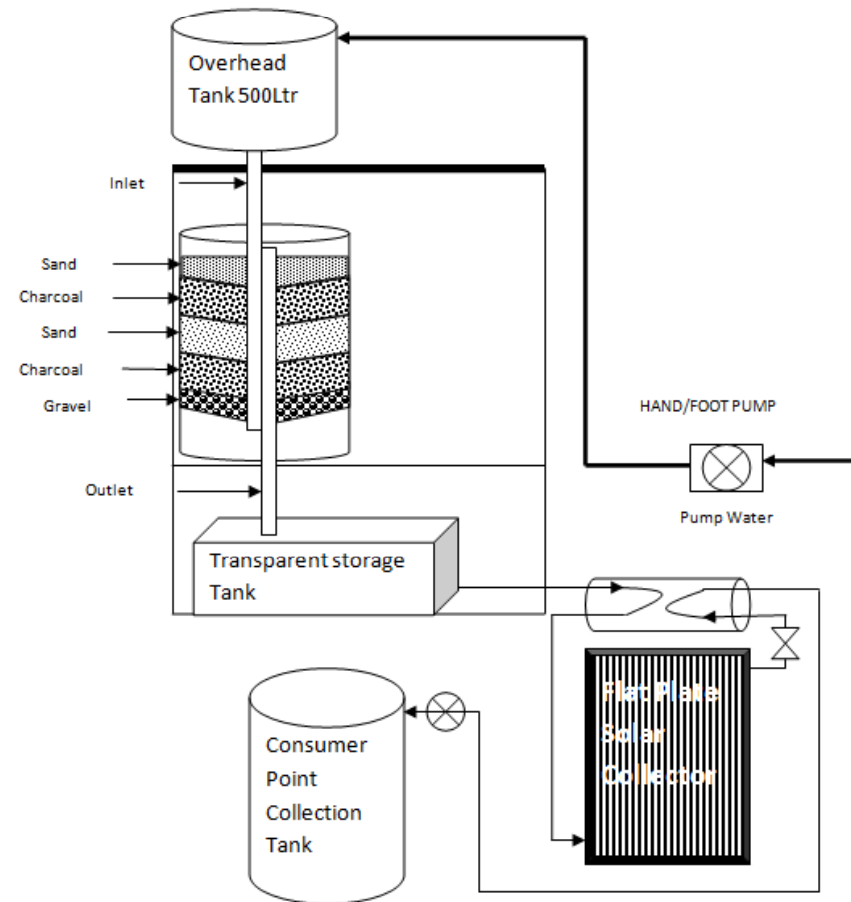 Overhead
Tank 500Ltr
Inlet
Sand
Charcoal
Sand
Charcoal
Gravel
HAND/FOOT PUMP
Pump Water
Outlet
Transparent storage
Tank
Flat Plate
Solar
Collector
Consumer
Point
Collection
Tank